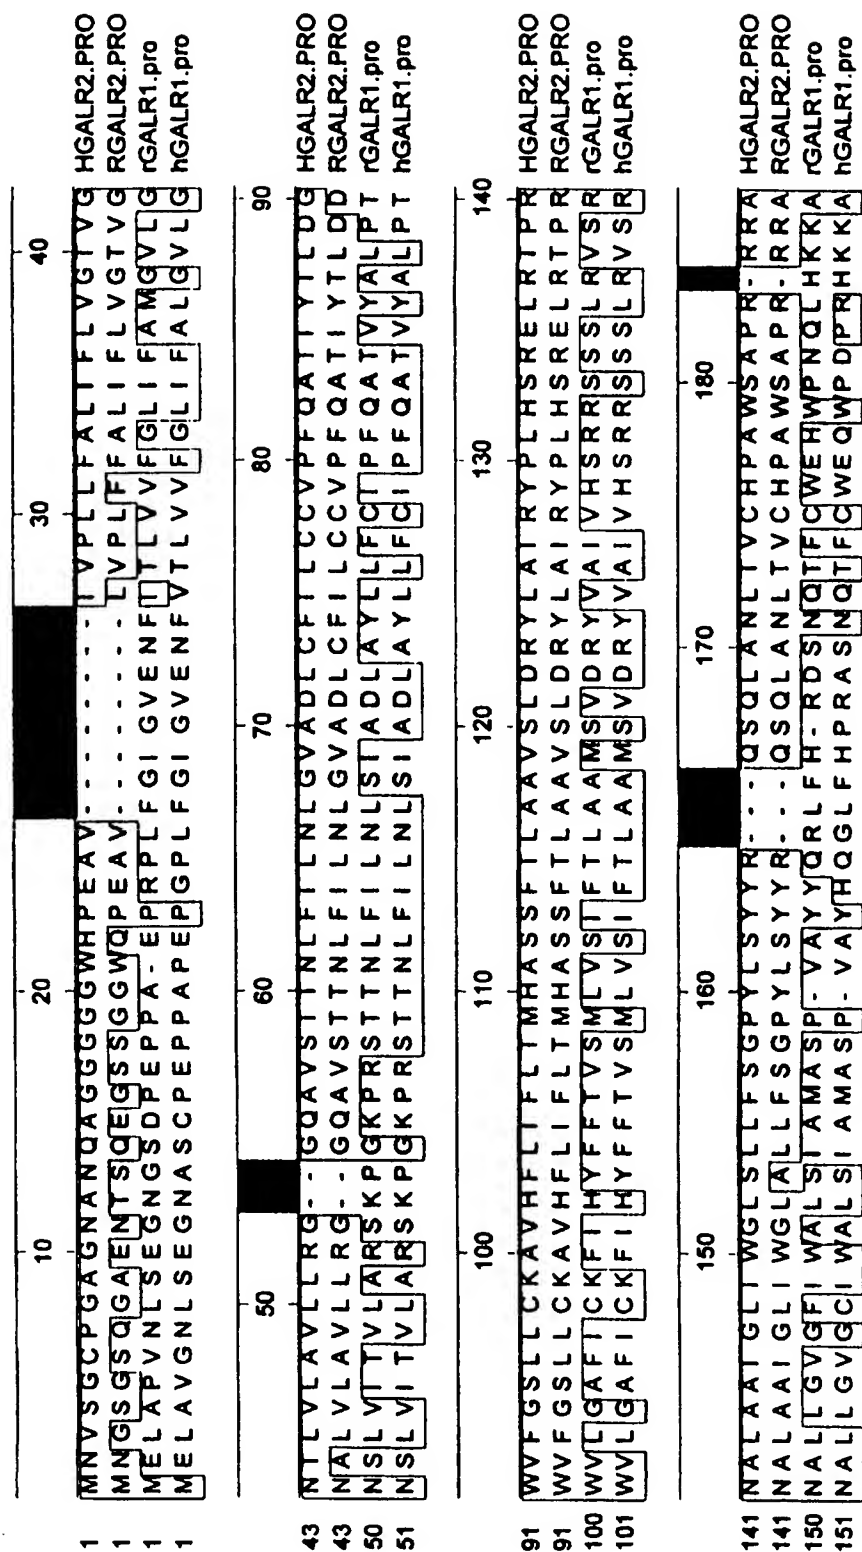 10 20 30 40
1 MNVSGCPGAGNANQAGGGGGWHPEAV--------IVPLLFALIFLVGTVG HGALR2.PRO
1 MNGSGSQGAENTSQEGSSGGWQPEAV--------LVPLFFALIFLVGTVG RGALR2.PRO
1 MELAPVNLSEGNGSDPEPPA-EPRPLFGIGVENFITLVVFGLIFAMGVLG rGALR1.pro
1 MELAVGNLSEGNASCPEPPAPEPGPLFGIGVENFVTLVVFGLIFALGVLG hGALR1.pro
50 60 70 80 90
43 NTLVLAVLLRG--GQAVSTTNLFILNLGVADLCFILCCVPFQATIYTLDG HGALR2.PRO
43 NALVLAVLLRG--GQAVSTTNLFILNLGVADLCFILCCVPFQATIYTLDD RGALR2.PRO
50 NSLVITVLARSKPGKPRSTTNLFILNLSIADLAYLLFCIPFQATVYALPT rGALR1.pro
51 NSLVITVLARSKPGKPRSTTNLFILNLSIADLAYLLFCIPFQATVYALPT hGALR1.pro
100 110 120 130 140
91 WVFGSLLCKAVHFLIFLTMHASSFTLAAVSLDRYLAIRYPLHSRELRTPR HGALR2.PRO
91 WVFGSLLCKAVHFLIFLTMHASSFTLAAVSLDRYLAIRYPLHSRELRTPR RGALR2.PRO
100 WVLGAFICKFIHYFFTVSMLVSIFTLAAMSVDRYVAIVHSRRSSSLRVSR rGALR1.pro
101 WVLGAFICKFIHYFFTVSMLVSIFTLAAMSVDRYVAIVHSRRSSSLRVSR hGALR1.pro
150 160 170 180
141 NALAAIGLIWGLSLLFSGPYLSYYR---QSQLANLTVCHPAWSAPR-RRA HGALR2.PRO
141 NALAAIGLIWGLALLFSGPYLSYYR---QSQLANLTVCHPAWSAPR-RRA RGALR2.PRO
150 NALLGVGFIWALSIAMASP-VAYYQRLFH-RDSNQTFCWEHWPNQLHKKA rGALR1.pro
151 NALLGVGCIWALSIAMASP-VAYHQGLFHPRASNQTFCWEQWPDPRHKKA hGALR1.pro